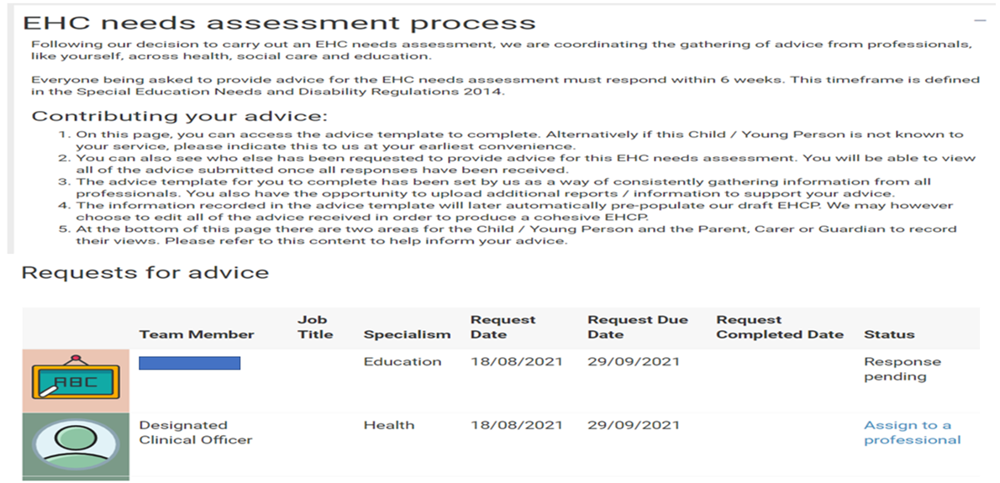 EHC needs assessment process
Following our decision to carry out an EHC needs assessment, we are coordinating the gathering of advice from professionals,
like yourself, across health, social care and education.
Everyone being asked to provide advice for the EHC needs assessment must respond within 6 weeks. This timeframe is defined
in the Special Education Needs and Disability Regulations 2014.
Contributing your advice:
1. On this page, you can access the advice template to complete. Alternatively if this Child / Young Person is not known to
your service, please indicate this to us at your earliest convenience.
2. You can also see who else has been requested to provide advice for this EHC needs assessment. You will be able to view
all of the advice submitted once all responses have been received.
3. The advice template for you to complete has been set by us as a way of consistently gathering information from all
professionals. You also have the opportunity to upload additional reports / information to support your advice.
4. The information recorded in the advice template will later automatically pre-populate our draft EHCP. We may however
choose to edit all of the advice received in order to produce a cohesive EHCP.
5. At the bottom of this page there are two areas for the Child / Young Person and the Parent, Carer or Guardian to record
their views. Please refer to this content to help inform your advice.
Requests for advice
Job Request Request Due Request
Team Member Title Specialism Date Date Completed Date Status
ABC Education 18/08/2021 29/09/2021 Response
pending
Designated Health 18/08/2021 29/09/2021 Assign to a
Clinical Officer professional